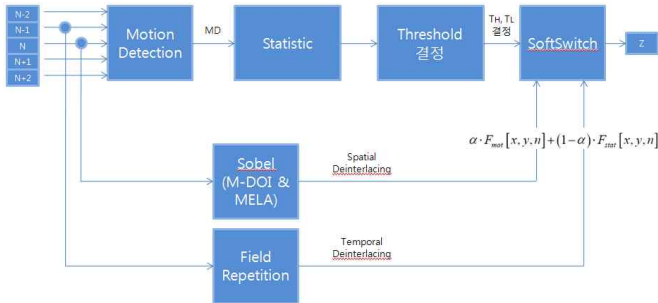 N-2
N-1
N
N+1
N+2
Motion
Detection
MD
Statistic
Threshold
결정
TH, TL
결정
SoftSwitch
Z
α·F_mot[x, y, n]+(1−α)·F_stat[x, y, n]
Sobel
(M-DOI &
MELA)
Spatial
Deinterlacing
Field
Repetition
Temporal
Deinterlacing